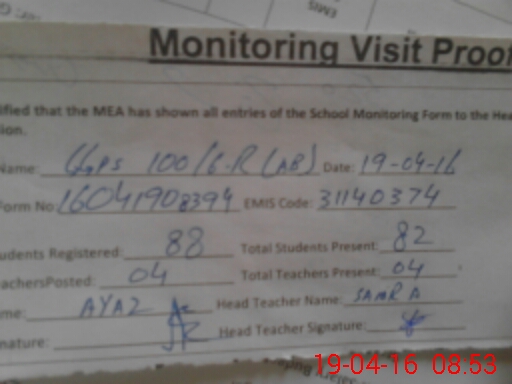 Monitoring Visit Proof
ified that the MEA has shown all entries of the School Monitoring Form to the Hea
ion.
Name: GGPS 100/6-R (AB) Date: 19-04-16
Form No: 16041908394 EMIS Code: 31140374
udents Registered: 88 Total Students Present: 82
achersPosted: 04 Total Teachers Present: 04
me: AYAZ Head Teacher Name: SAMRA
nature: Head Teacher Signature:
19-04-16 08:53